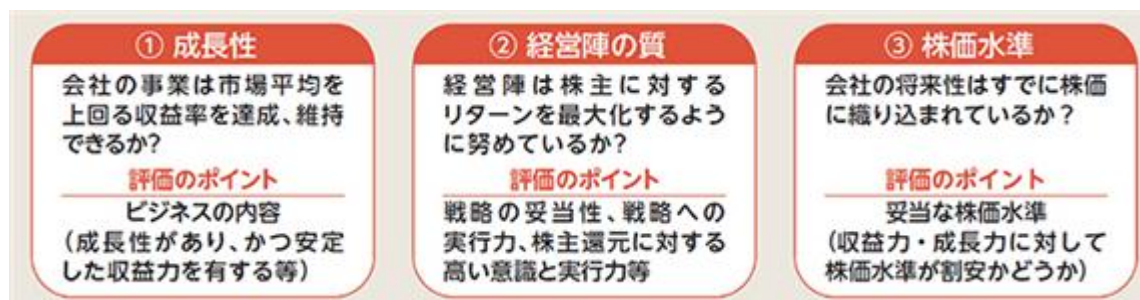 ① 成長性
会社の事業は市場平均を
上回る収益率を達成、維持
できるか?
評価のポイント
ビジネスの内容
（成長性があり、かつ安定
した収益力を有する等）
② 経営陣の質
経営陣は株主に対する
リターンを最大化するよう
に努めているか?
評価のポイント
戦略の妥当性、戦略への
実行力、株主還元に対する
高い意識と実行力等
③ 株価水準
会社の将来性はすでに株価
に織り込まれているか？
評価のポイント
妥当な株価水準
（収益力・成長力に対して
株価水準が割安かどうか）